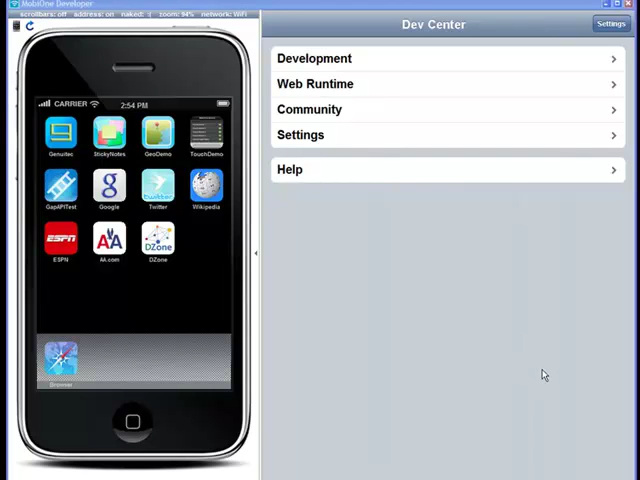 MobiOne Developer
scrollbars: off address: on naked: :( zoom: 94% network: WiFi
Dev Center
Settings
CARRIER
2:54 PM
Genuitec StickyNotes GeoDemo TouchDemo
GapAPITest Google Twitter Wikipedia
ESPN AA.com DZone
Browser
Development
Web Runtime
Community
Settings
Help